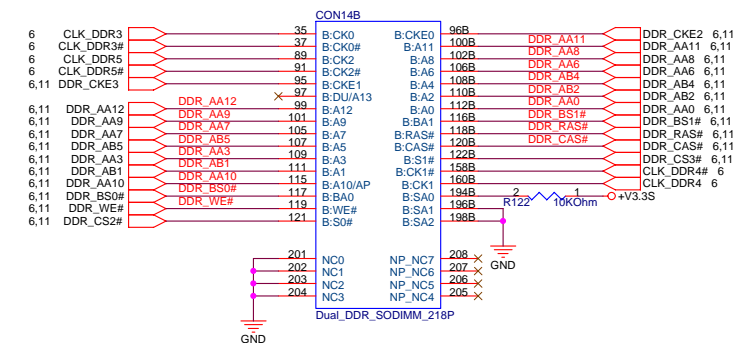 CON14B
6 CLK_DDR3 35 B:CK0 B:CKE0 96B DDR_CKE2 6,11
6 CLK_DDR3# 37 B:CK0# B:A11 100B DDR_AA11 DDR_AA11 6,11
6 CLK_DDR5 89 B:CK2 B:A8 102B DDR_AA8 DDR_AA8 6,11
6 CLK_DDR5# 91 B:CK2# B:A6 106B DDR_AA6 DDR_AA6 6,11
6,11 DDR_CKE3 95 B:CKE1 B:A4 108B DDR_AB4 DDR_AB4 6,11
97 B:DU/A13 B:A2 110B DDR_AB2 DDR_AB2 6,11
6,11 DDR_AA12 DDR_AA12 99 B:A12 B:A0 112B DDR_AA0 DDR_AA0 6,11
6,11 DDR_AA9 DDR_AA9 101 B:A9 B:BA1 116B DDR_BS1# DDR_BS1# 6,11
6,11 DDR_AA7 DDR_AA7 105 B:A7 B:RAS# 118B DDR_RAS# DDR_RAS# 6,11
6,11 DDR_AB5 DDR_AB5 107 B:A5 B:CAS# 120B DDR_CAS# DDR_CAS# 6,11
6,11 DDR_AA3 DDR_AA3 109 B:A3 B:S1# 122B DDR_CS3# 6,11
6,11 DDR_AB1 DDR_AB1 111 B:A1 B:CK1# 158B CLK_DDR4# 6
6,11 DDR_AA10 DDR_AA10 115 B:A10/AP B:CK1 160B CLK_DDR4 6
6,11 DDR_BS0# DDR_BS0# 117 B:BA0 B:SA0 194B 2 1 +V3.3S
6,11 DDR_WE# DDR_WE# 119 B:WE# B:SA1 196B R122 10KOhm
6,11 DDR_CS2# 121 B:S0# B:SA2 198B
GND
201 NC0 NP_NC7 208
202 NC1 NP_NC6 207
203 NC2 NP_NC5 206
204 NC3 NP_NC4 205
Dual_DDR_SODIMM_218P
GND